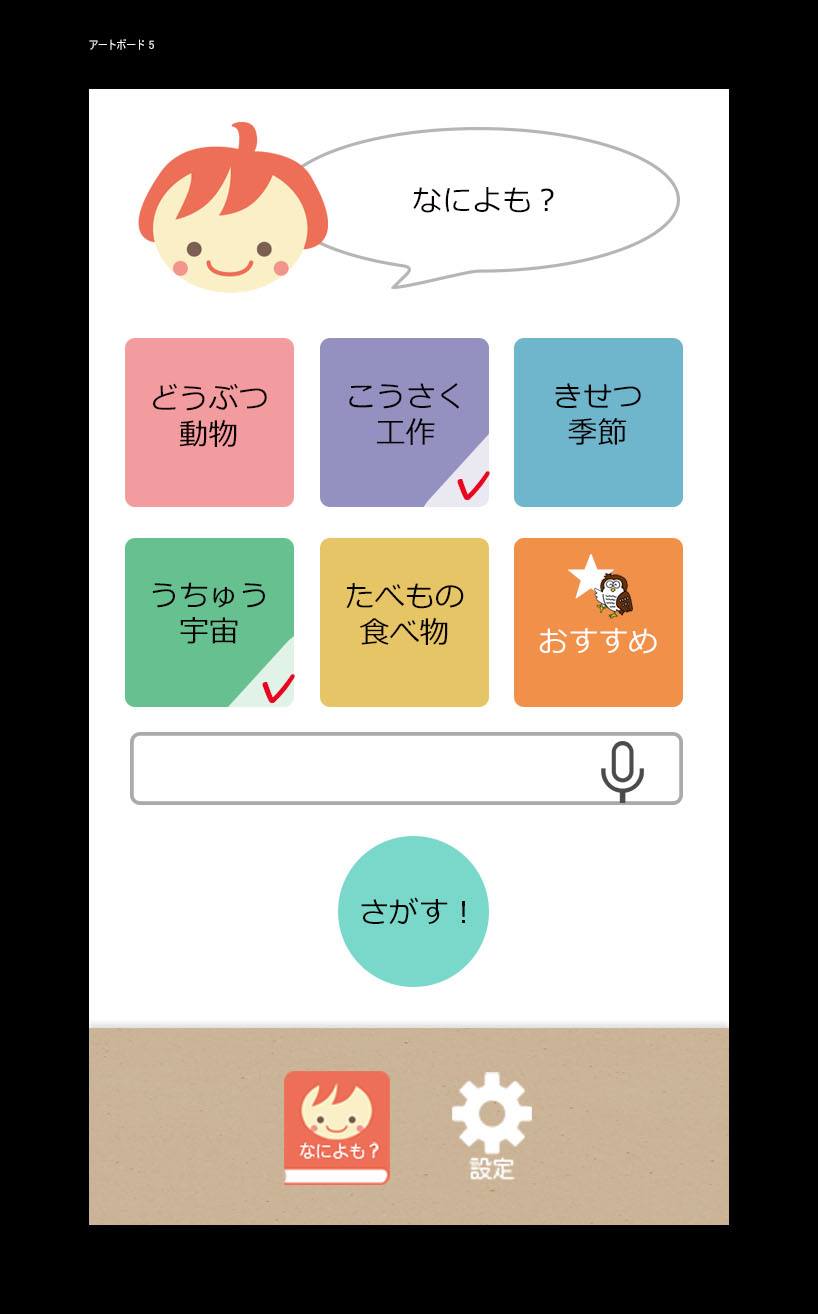 アートボード 5
なによも？
どうぶつ
動物
こうさく
工作
きせつ
季節
うちゅう
宇宙
たべもの
食べ物
おすすめ
さがす！
なによも？
設定